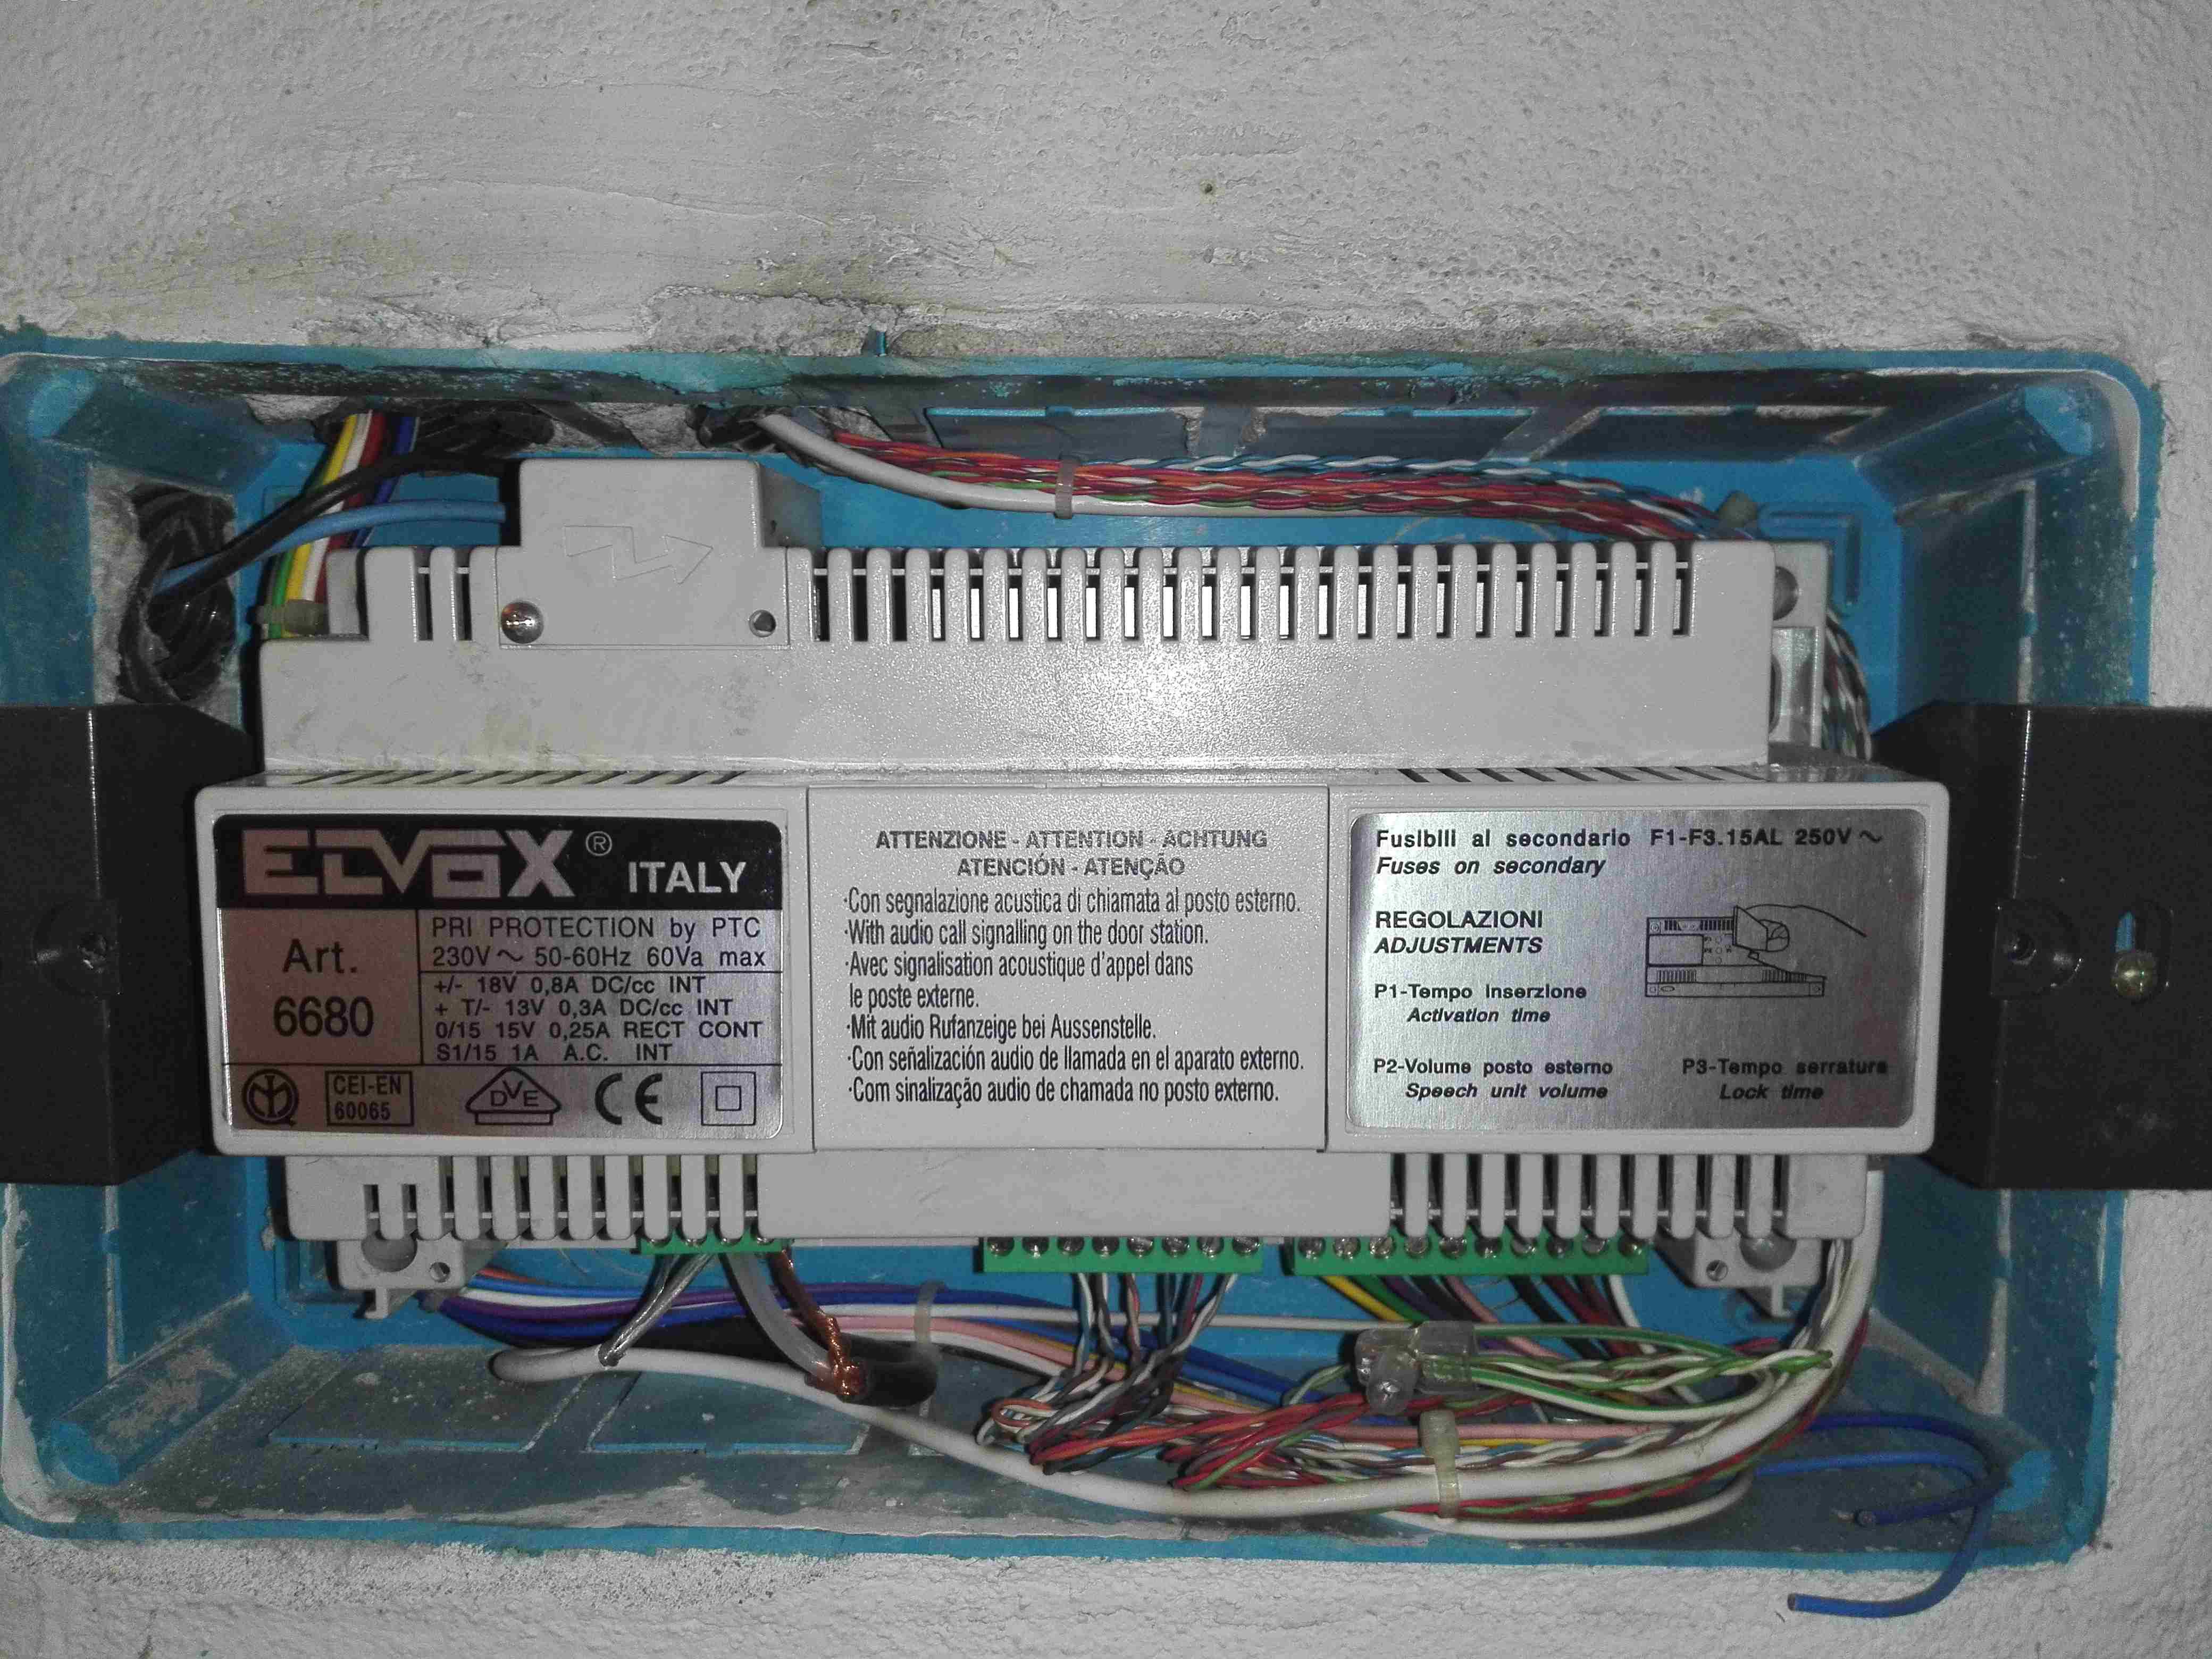 ELVOX ® ITALY
Art.
6680
PRI PROTECTION by PTC
230V ~ 50-60Hz 60Va max
+/- 18V 0,8A DC/cc INT
+ T/- 13V 0,3A DC/cc INT
0/15 15V 0,25A RECT CONT
S1/15 1A A.C. INT
CEI-EN
60065
DVE
CE
ATTENZIONE - ATTENTION - ACHTUNG
ATENCIÓN - ATENÇÃO
·Con segnalazione acustica di chiamata al posto esterno.
·With audio call signalling on the door station.
·Avec signalisation acoustique d'appel dans
le poste externe.
·Mit audio Rufanzeige bei Aussenstelle.
·Con señalización audio de llamada en el aparato externo.
·Com sinalização audio de chamada no posto externo.
Fusibili al secondario F1-F3.15AL 250V ~
Fuses on secondary
REGOLAZIONI
ADJUSTMENTS
P1-Tempo inserzione
Activation time
P2-Volume posto esterno
Speech unit volume
P3-Tempo serratura
Lock time